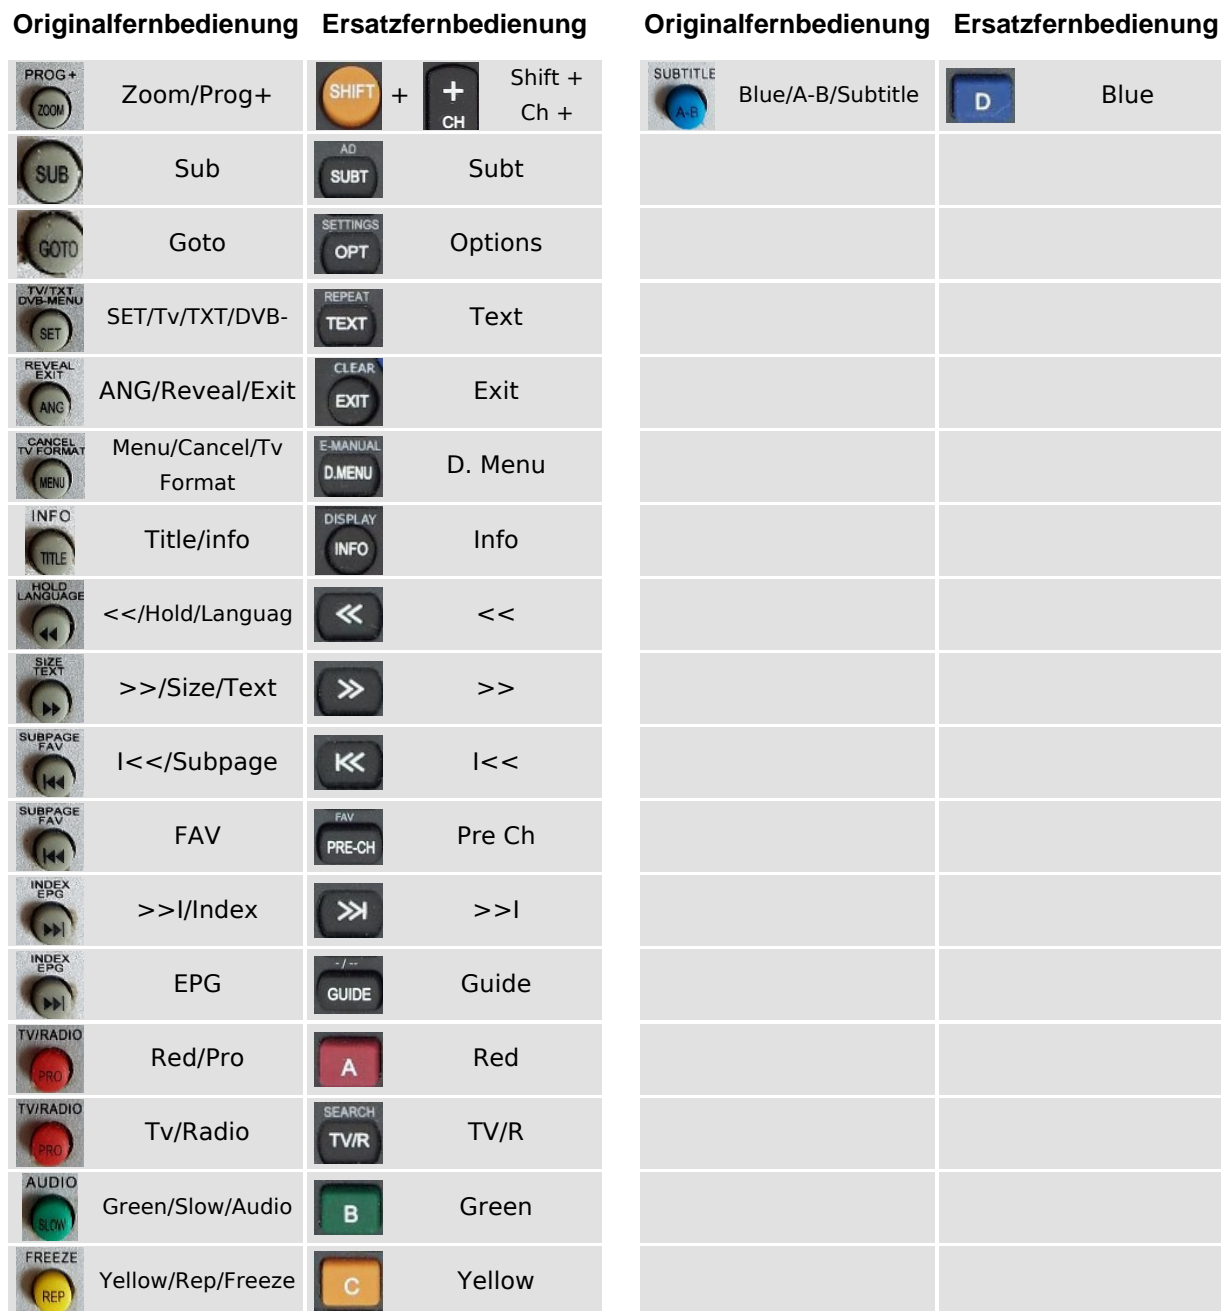 Originalfernbedienung Ersatzfernbedienung Originalfernbedienung Ersatzfernbedienung
PROG+
ZOOM
Zoom/Prog+
SHIFT
+
+
CH
Shift +
Ch +
SUBTITLE
A-B
Blue/A-B/Subtitle
D
Blue
SUB
Sub
AD
SUBT
Subt
GOTO
Goto
SETTINGS
OPT
Options
TV/TXT
DVB-MENU
SET
SET/Tv/TXT/DVB-
REPEAT
TEXT
Text
REVEAL
EXIT
ANG
ANG/Reveal/Exit
CLEAR
EXIT
Exit
CANCEL
TV FORMAT
MENU
Menu/Cancel/Tv
Format
E-MANUAL
D.MENU
D. Menu
INFO
TITLE
Title/info
DISPLAY
INFO
Info
HOLD
LANGUAGE
<</Hold/Languag
<<
SIZE
TEXT
>>/Size/Text
>>
SUBPAGE
FAV
I<</Subpage
I<<
SUBPAGE
FAV
FAV
FAV
PRE-CH
Pre Ch
INDEX
EPG
>>I/Index
>>I
INDEX
EPG
EPG
-/--
GUIDE
Guide
TV/RADIO
PRO
Red/Pro
A
Red
TV/RADIO
PRO
Tv/Radio
SEARCH
TV/R
TV/R
AUDIO
SLOW
Green/Slow/Audio
B
Green
FREEZE
REP
Yellow/Rep/Freeze
C
Yellow